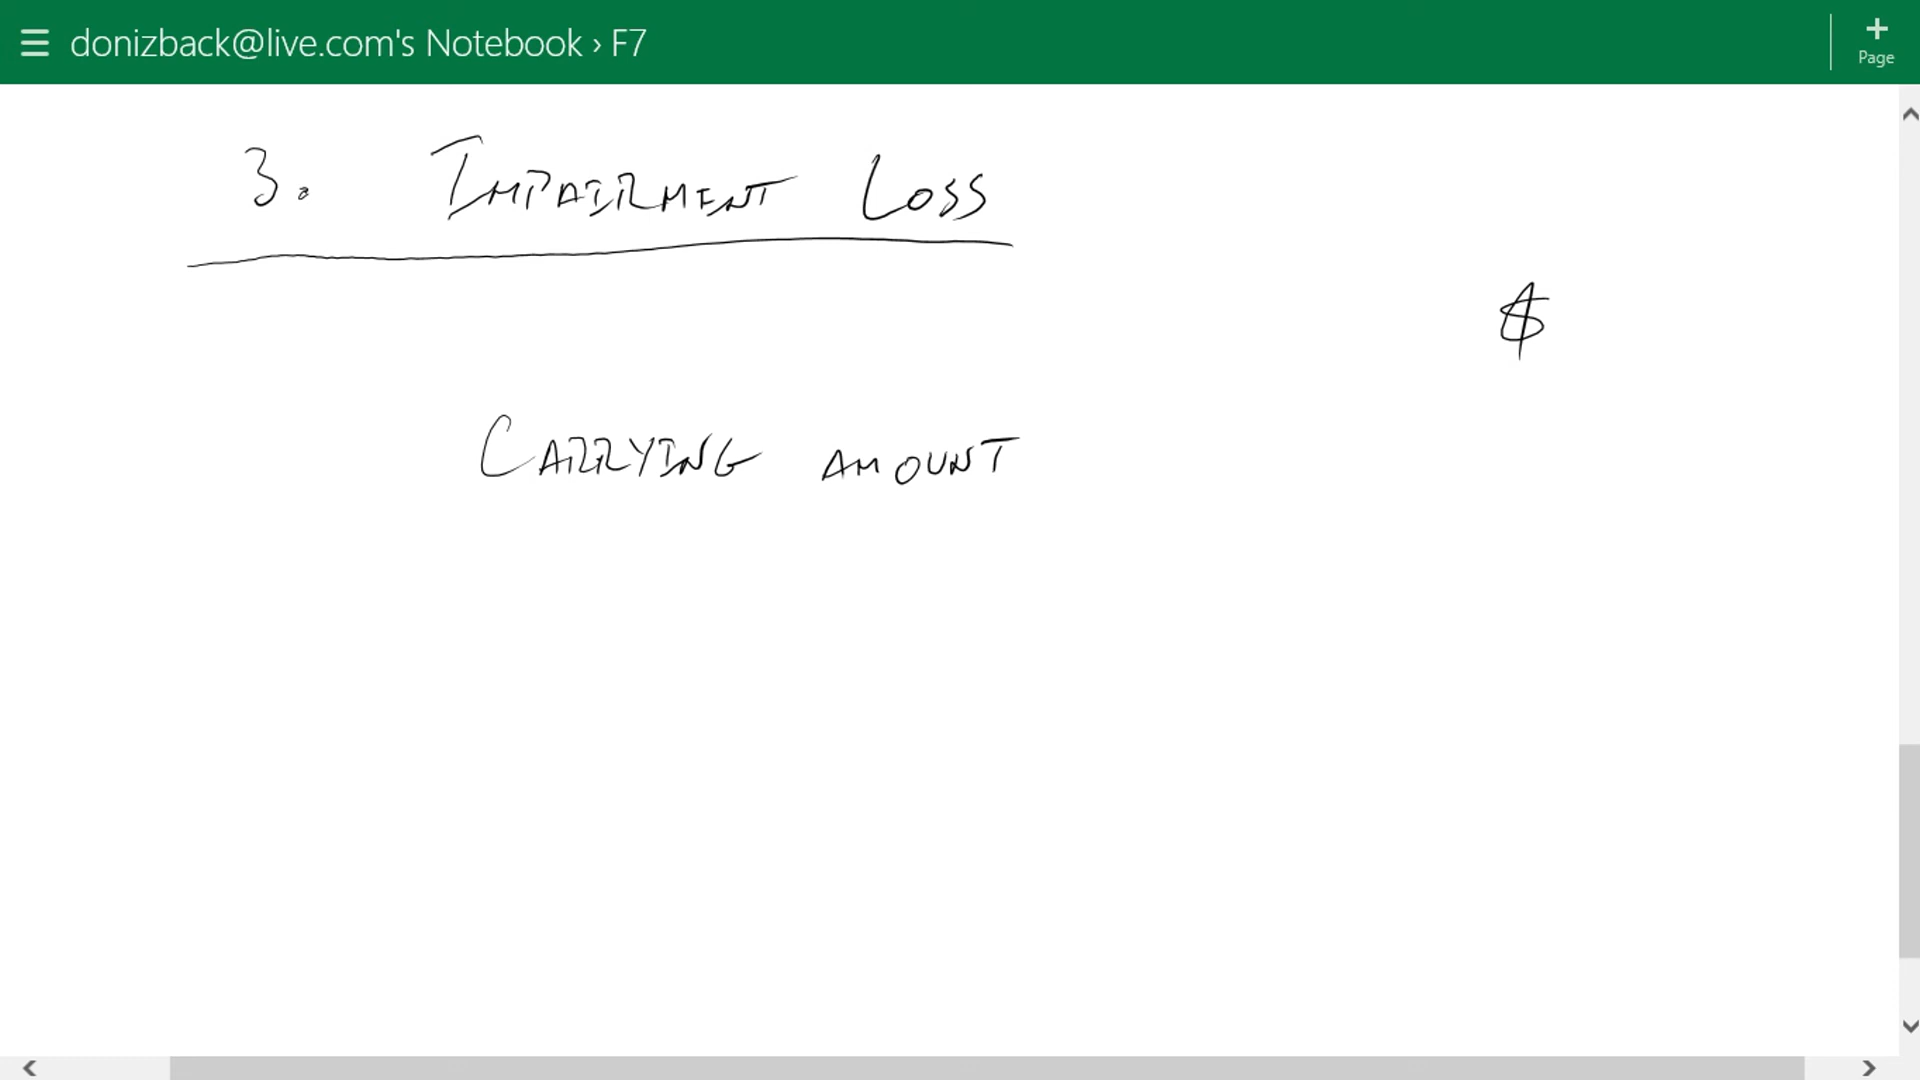 donizback@live.com's Notebook › F7
+
Page
3. IMPAIRMENT LOSS
$
CARRYING AMOUNT